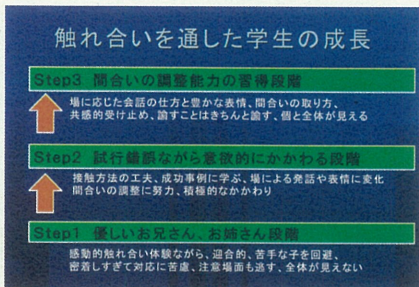 触れ合いを通した学生の成長
Step3 間合いの調整能力の習得段階
場に応じた会話の仕方と豊かな表情、間合いの取り方、
共感的受け止め、諭すことはきちんと諭す、個と全体が見える
Step2 試行錯誤ながら意欲的にかかわる段階
接触方法の工夫、成功事例に学ぶ、場による発話や表情に変化
間合いの調整に努力、積極的なかかわり
Step1 優しいお兄さん、お姉さん段階
感動的触れ合い体験ながら、迎合的、苦手な子を回避、
密着しすぎて対応に苦慮、注意場面も逃す、全体が見えない